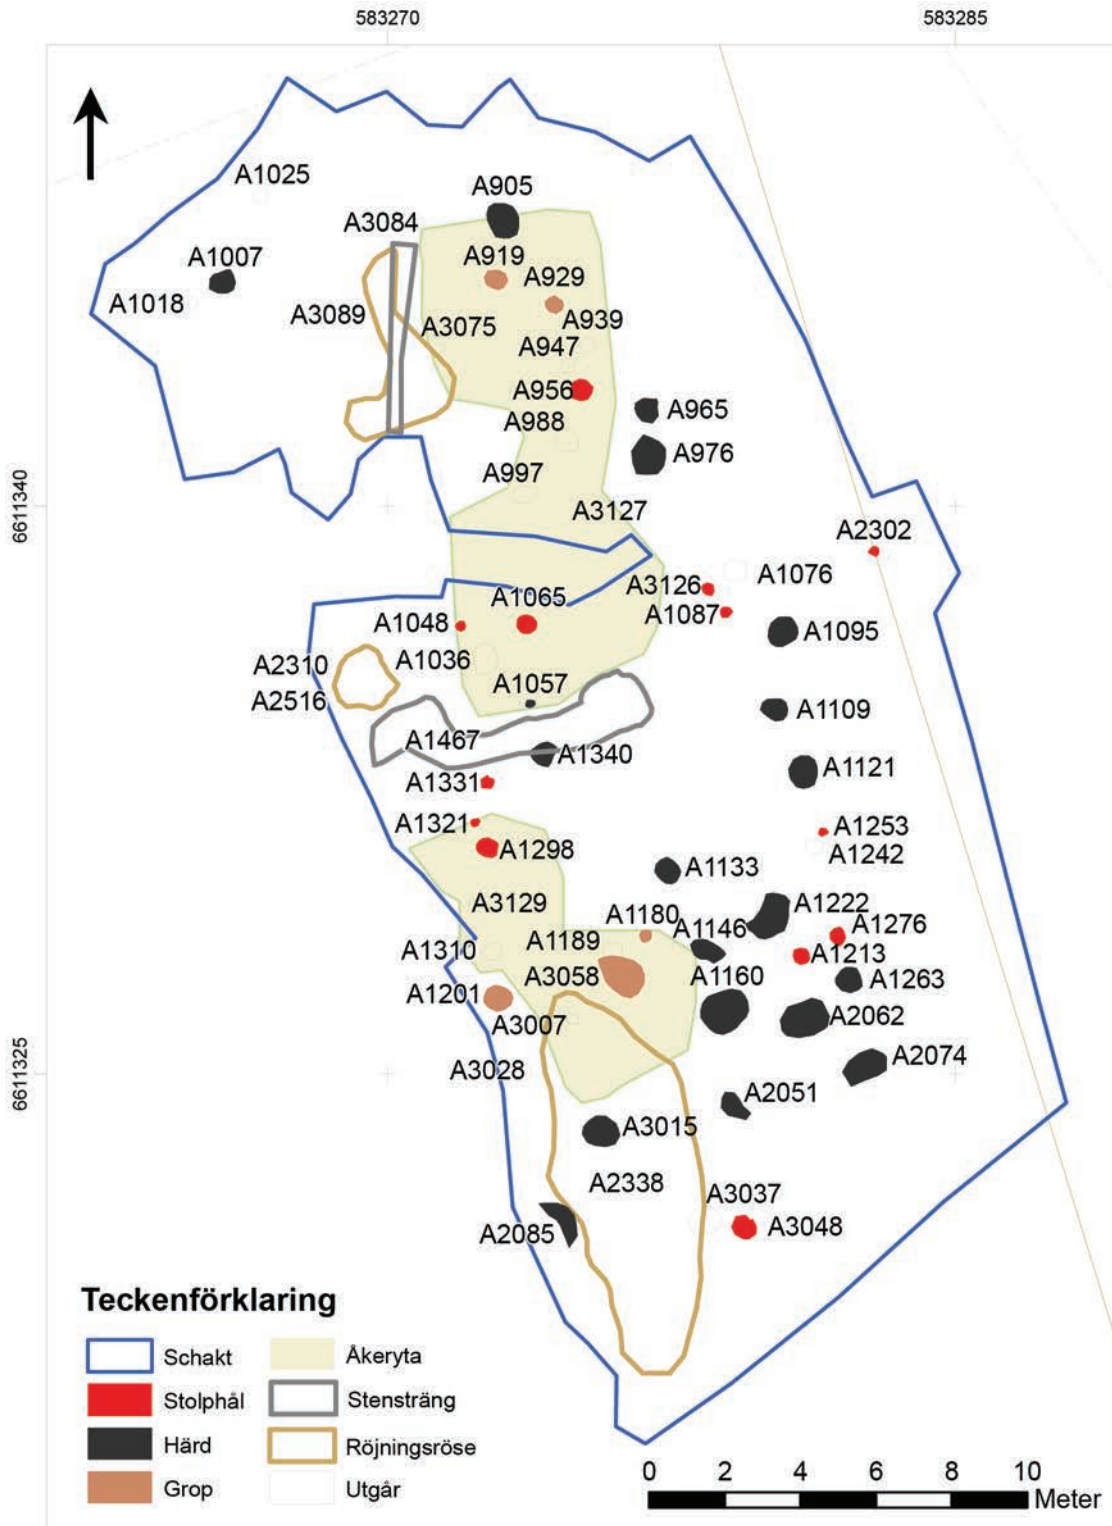 583270
583285
A1025
A905
A3084
A919
A1007
A929
A1018
A3089
A3075
A939
A947
A956
A965
A988
A976
A997
6611340
A3127
A2302
A3126
A1076
A1065
A1087
A1048
A1095
A2310
A1036
A2516
A1057
A1109
A1467
A1340
A1121
A1331
A1321
A1253
A1298
A1242
A1133
A3129
A1222
A1180
A1146
A1276
A1189
A1310
A1213
A3058
A1160
A1263
A1201
A2062
A3007
A2074
A3028
6611325
A2051
A3015
A2338
A3037
A3048
A2085
Teckenförklaring
Schakt
Åkeryta
Stolphål
Stensträng
Härd
Röjningsröse
Grop
Utgår
0 2 4 6 8 10
Meter